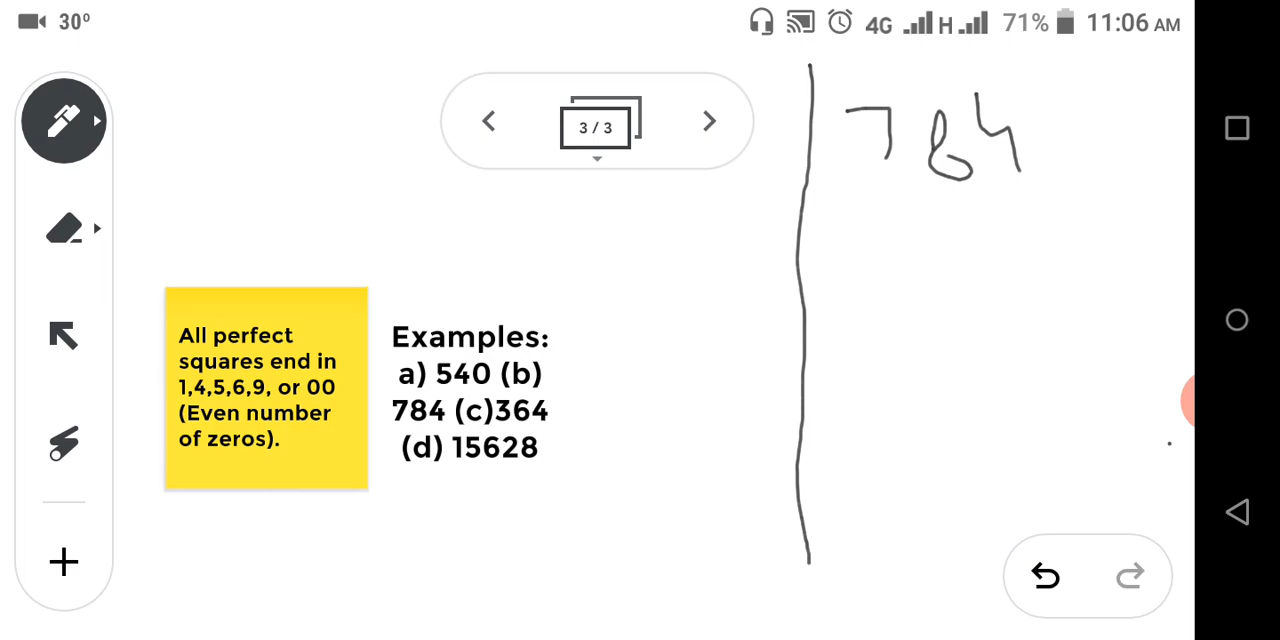 30°
4G
H
71%
11:06 AM
3 / 3
784
All perfect
squares end in
1,4,5,6,9, or 00
(Even number
of zeros).
Examples:
a) 540 (b)
784 (c)364
(d) 15628